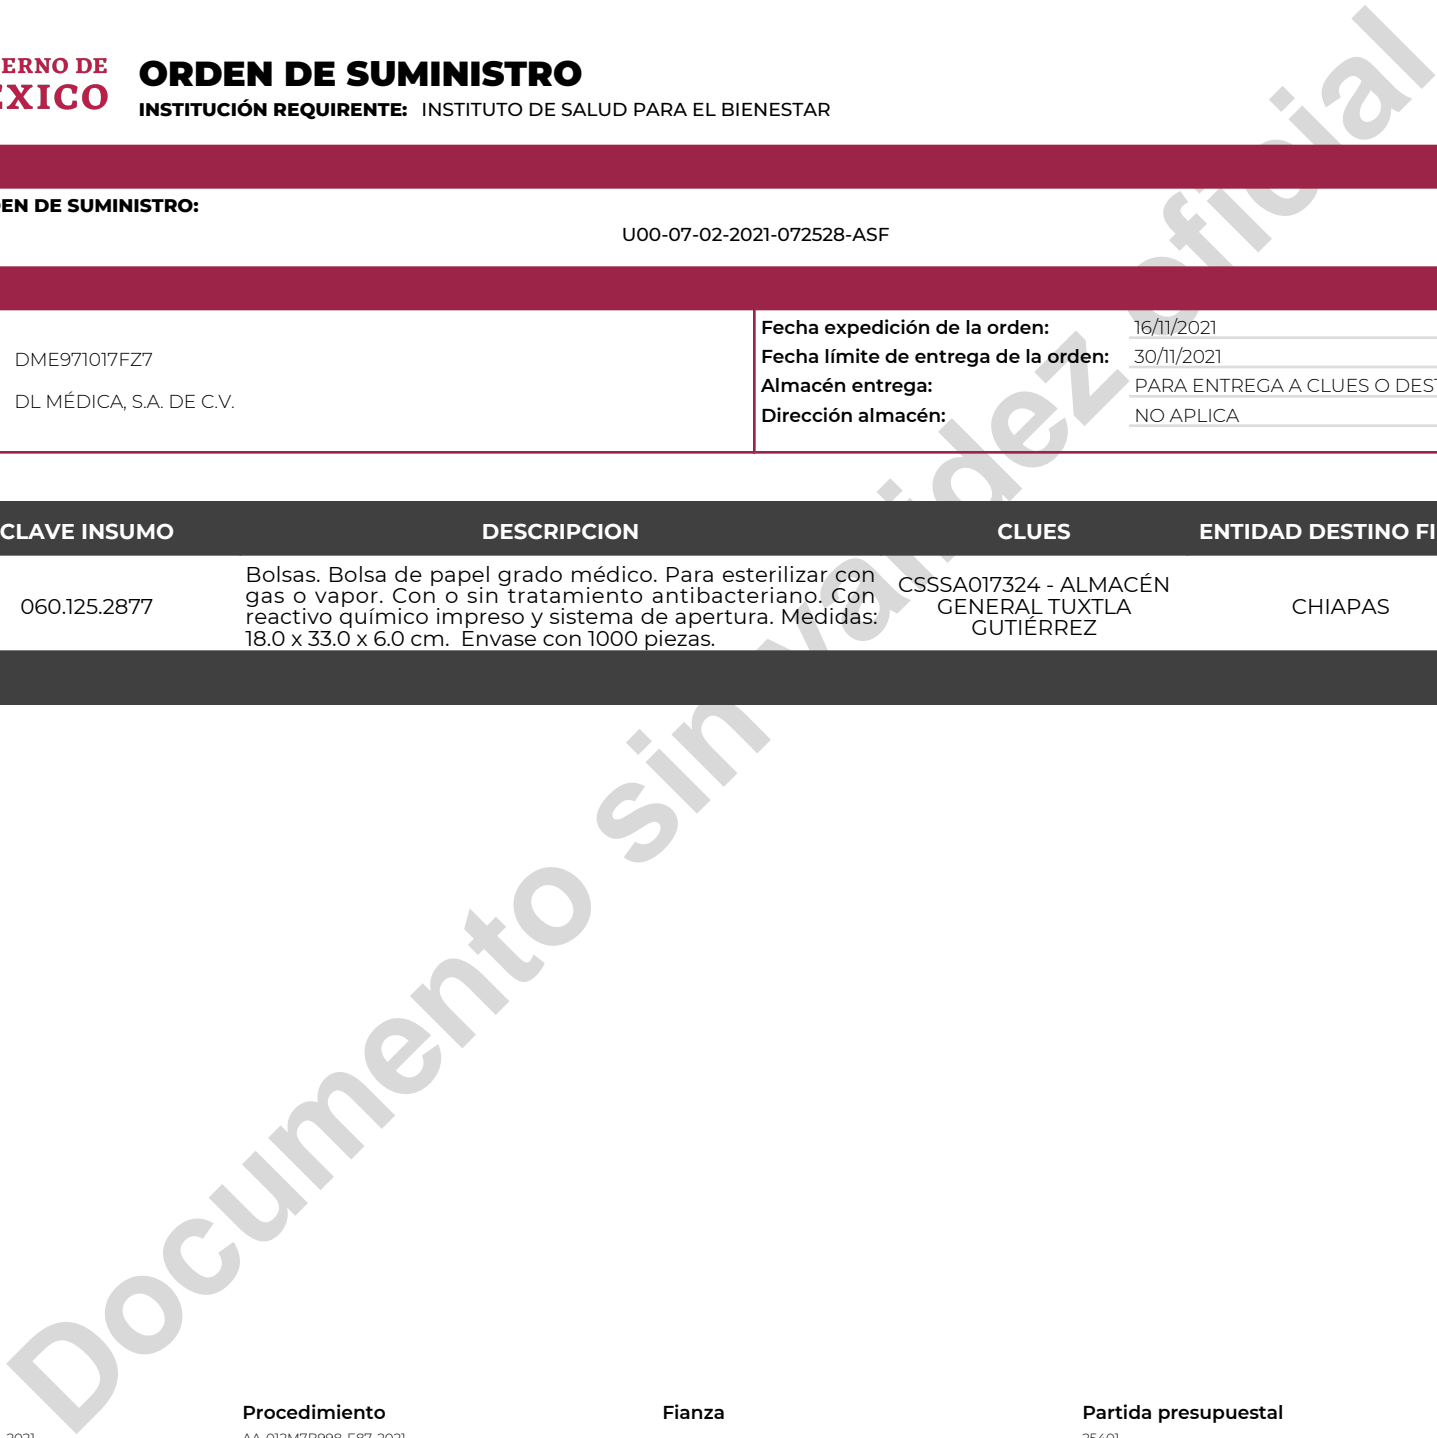 ERNO DE
EXICO
ORDEN DE SUMINISTRO
INSTITUCIÓN REQUIRENTE: INSTITUTO DE SALUD PARA EL BIENESTAR
EN DE SUMINISTRO:
U00-07-02-2021-072528-ASF
DME971017FZ7
DL MÉDICA, S.A. DE C.V.
Fecha expedición de la orden: 16/11/2021
Fecha límite de entrega de la orden: 30/11/2021
Almacén entrega: PARA ENTREGA A CLUES O DEST
Dirección almacén: NO APLICA
CLAVE INSUMO DESCRIPCION CLUES ENTIDAD DESTINO FI
060.125.2877
Bolsas. Bolsa de papel grado médico. Para esterilizar con
gas o vapor. Con o sin tratamiento antibacteriano. Con
reactivo químico impreso y sistema de apertura. Medidas:
18.0 x 33.0 x 6.0 cm. Envase con 1000 piezas.
CSSSA017324 - ALMACÉN
GENERAL TUXTLA
GUTIÉRREZ
CHIAPAS
Documento sin validez oficial
Procedimiento Fianza Partida presupuestal